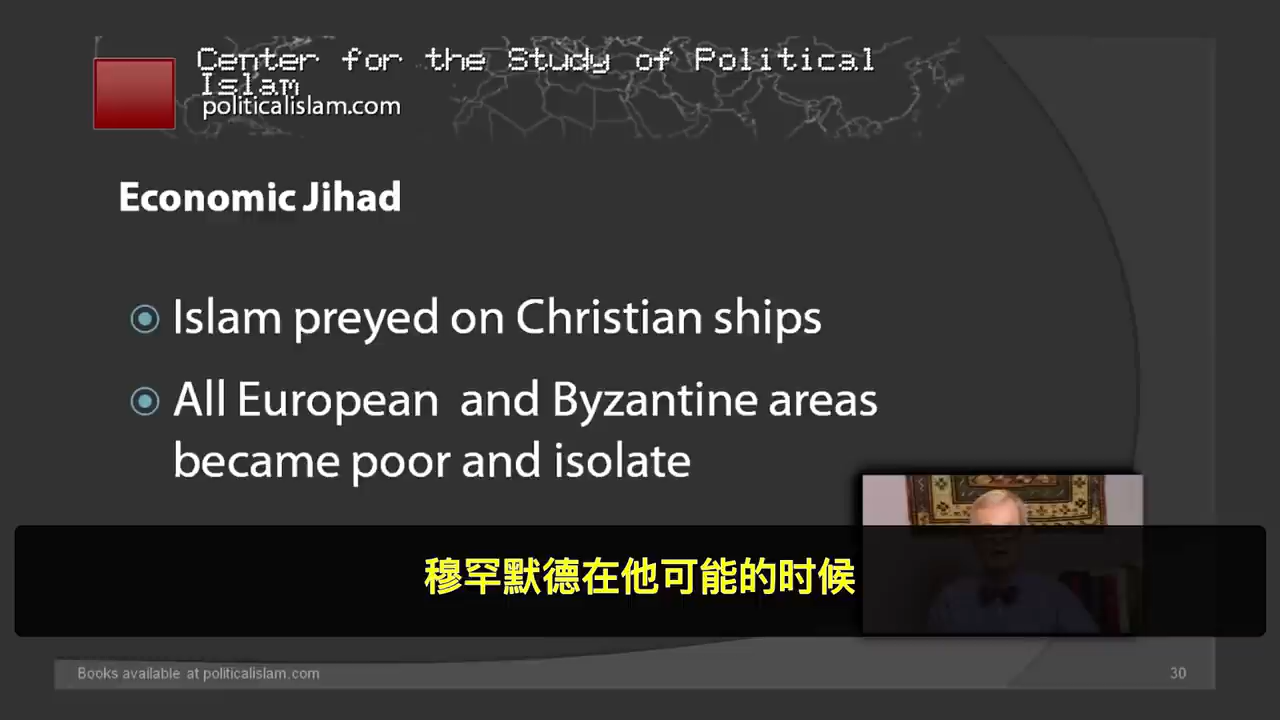 Center for the Study of Political
Islam
politicalislam.com
Economic Jihad
Islam preyed on Christian ships
All European and Byzantine areas
became poor and isolate
穆罕默德在他可能的时候
Books available at politicalislam.com
30